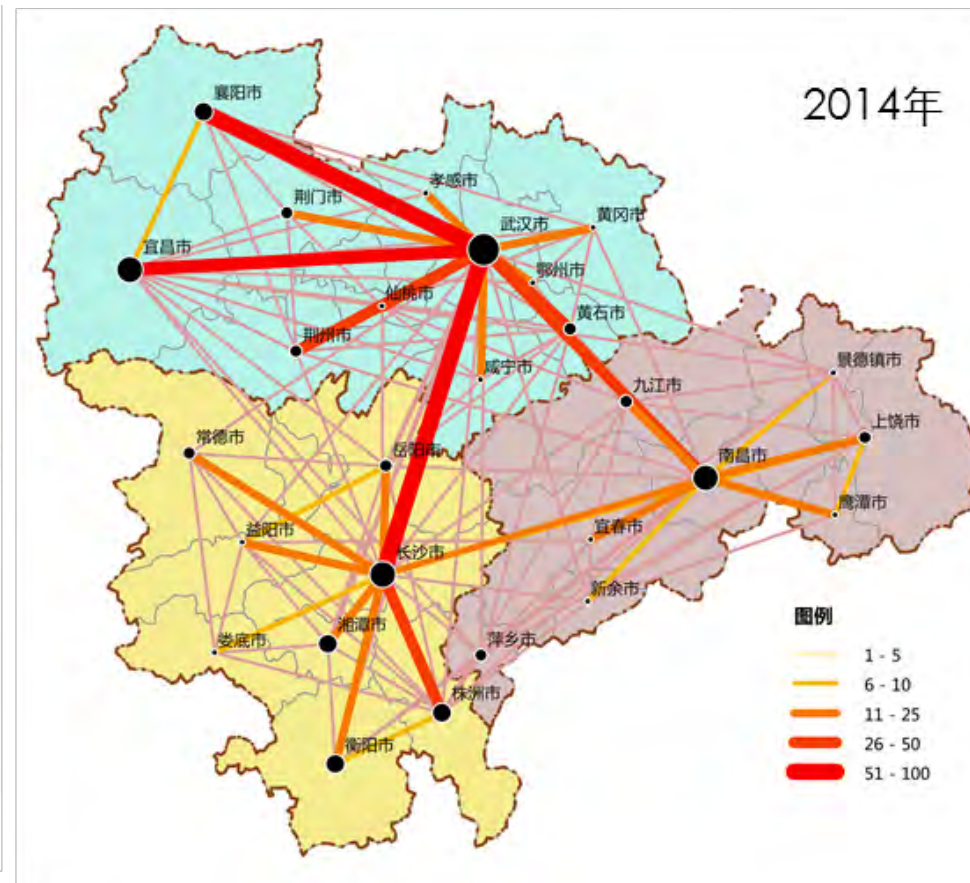 2014年
襄阳市
孝感市
荆门市
黄冈市
武汉市
宜昌市
鄂州市
仙桃市
黄石市
荆州市
咸宁市
景德镇市
九江市
上饶市
常德市
岳阳市
南昌市
鹰潭市
益阳市
宜春市
长沙市
新余市
湘潭市
娄底市
萍乡市
株洲市
衡阳市
图例
1 - 5
6 - 10
11 - 25
26 - 50
51 - 100